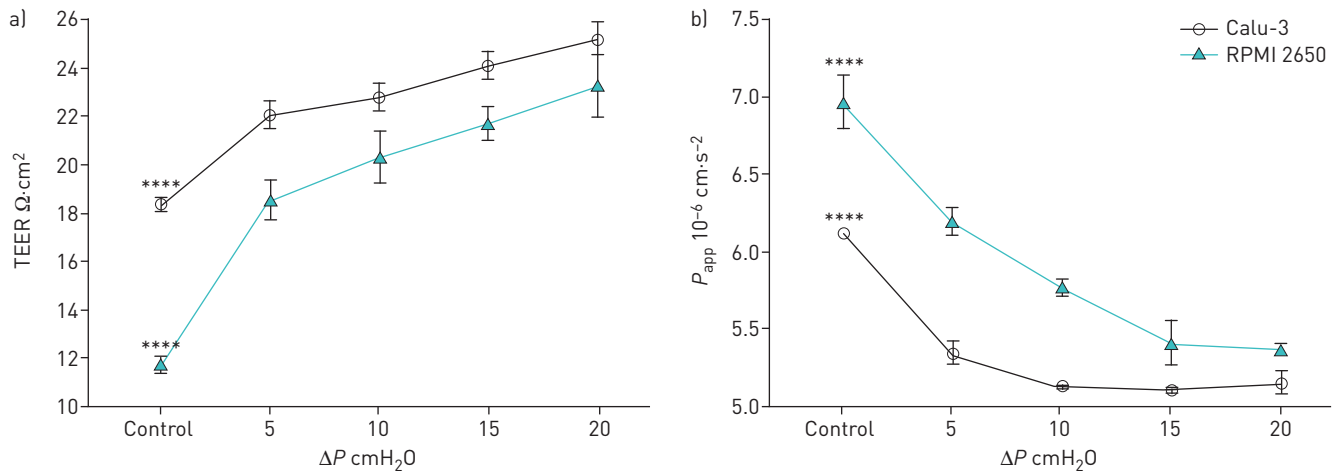 a)
26
24
22
20
18
16
14
12
10
TEER Ω·cm²
****
****
Control 5 10 15 20
ΔP cmH₂O
b)
7.5
7.0
6.5
6.0
5.5
5.0
P_app 10⁻⁶ cm·s⁻²
****
****
Calu-3
RPMI 2650
Control 5 10 15 20
ΔP cmH₂O